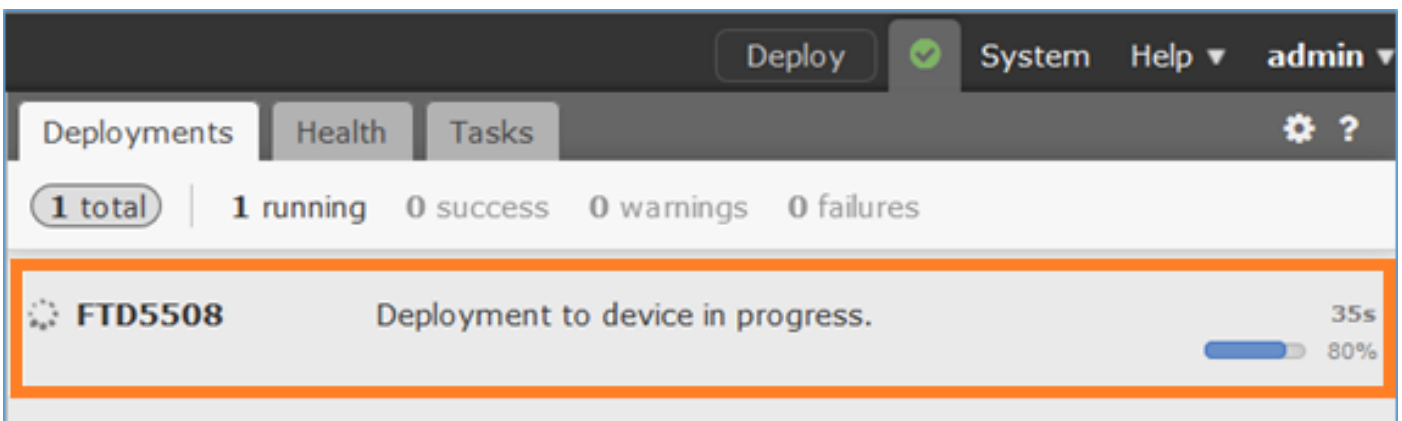 Deploy System Help ▼ admin ▼
Deployments Health Tasks ?
1 total 1 running 0 success 0 warnings 0 failures
FTD5508 Deployment to device in progress. 35s
80%